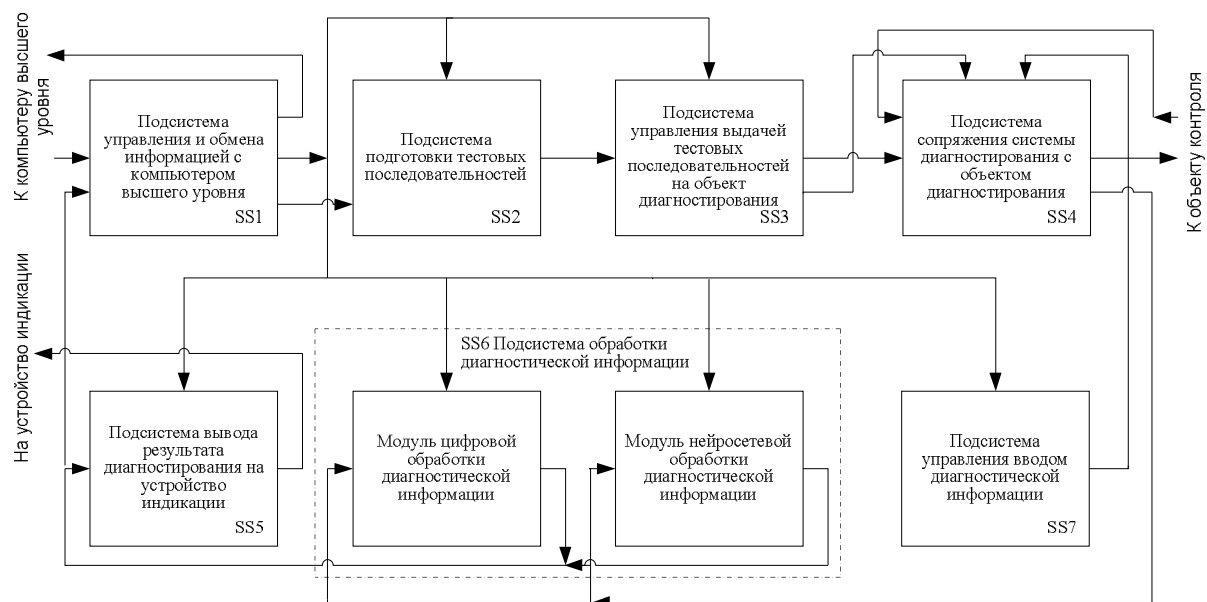 К компьютеру высшего
уровня
Подсистема
управления и обмена
информацией с
компьютером
высшего уровня
SS1
Подсистема
подготовки тестовых
последовательностей
SS2
Подсистема
управления выдачей
тестовых
последовательностей
на объект
диагностирования
SS3
Подсистема
сопряжения системы
диагностирования с
объектом
диагностирования
SS4
К объекту контроля
На устройство индикации
SS6 Подсистема обработки
диагностической информации
Подсистема вывода
результата
диагностирования на
устройство
индикации
SS5
Модуль цифровой
обработки
диагностической
информации
Модуль нейросетевой
обработки
диагностической
информации
Подсистема
управления вводом
диагностической
информации
SS7